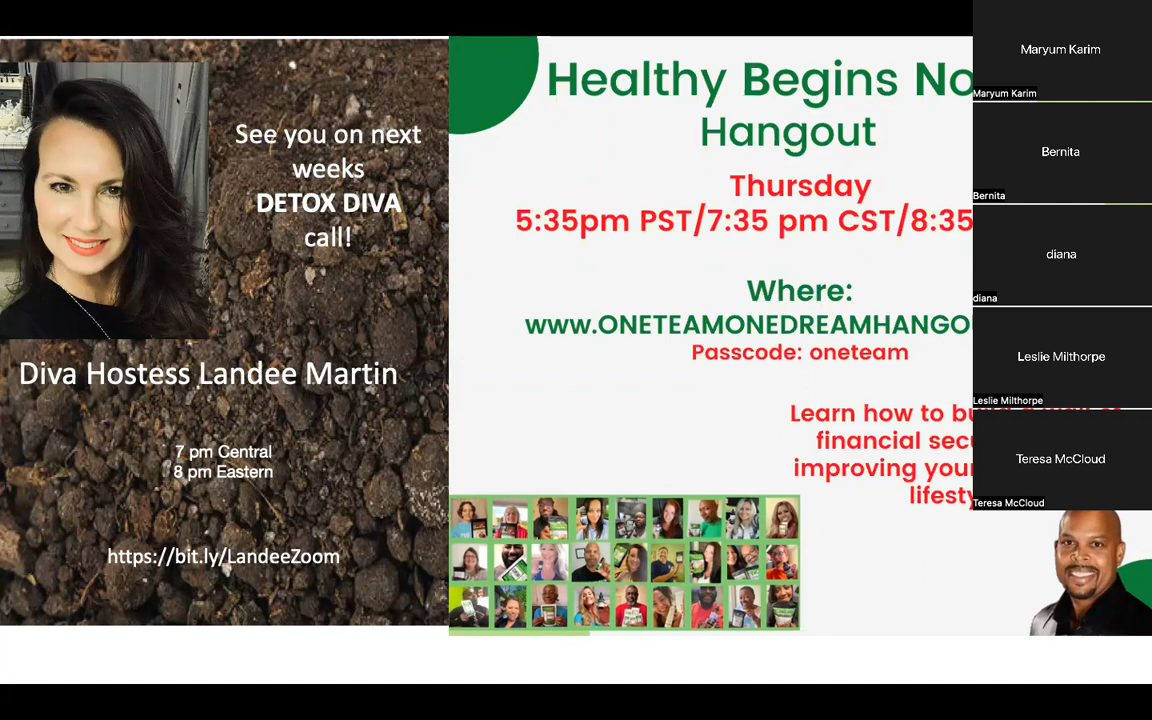 See you on next
weeks
DETOX DIVA
call!
Diva Hostess Landee Martin
7 pm Central
8 pm Eastern
https://bit.ly/LandeeZoom
Healthy Begins No
Hangout
Thursday
5:35pm PST/7:35 pm CST/8:35
Where:
www.ONETEAMONEDREAMHANGO
Passcode: oneteam
Learn how to bu
financial secu
improving your
lifesty
Maryum Karim
Maryum Karim
Bernita
Bernita
diana
diana
Leslie Milthorpe
Leslie Milthorpe
Teresa McCloud
Teresa McCloud